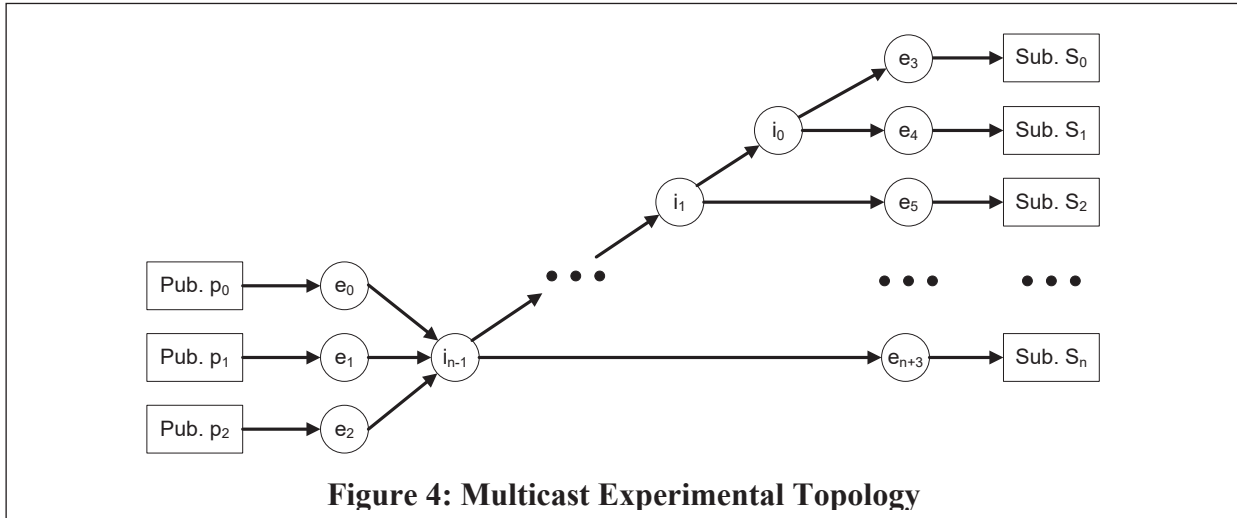 e₃ Sub. S₀
i₀ e₄ Sub. S₁
i₁ e₅ Sub. S₂
• • • • • • • • •
Pub. p₀ e₀
Pub. p₁ e₁ iₙ₋₁ eₙ₊₃ Sub. Sₙ
Pub. p₂ e₂
Figure 4: Multicast Experimental Topology